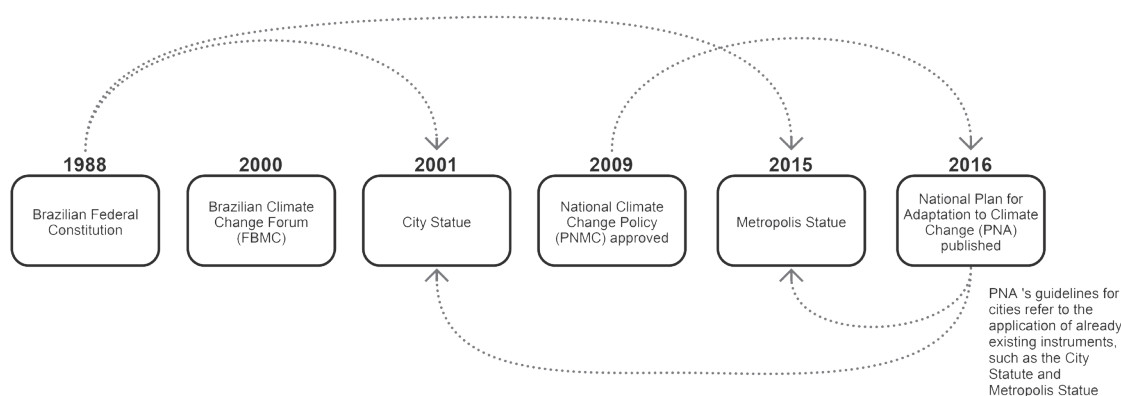 1988
Brazilian Federal
Constitution
2000
Brazilian Climate
Change Forum
(FBMC)
2001
City Statue
2009
National Climate
Change Policy
(PNMC) approved
2015
Metropolis Statue
2016
National Plan for
Adaptation to Climate
Change (PNA)
published
PNA 's guidelines for
cities refer to the
application of already
existing instruments,
such as the City
Statute and
Metropolis Statue